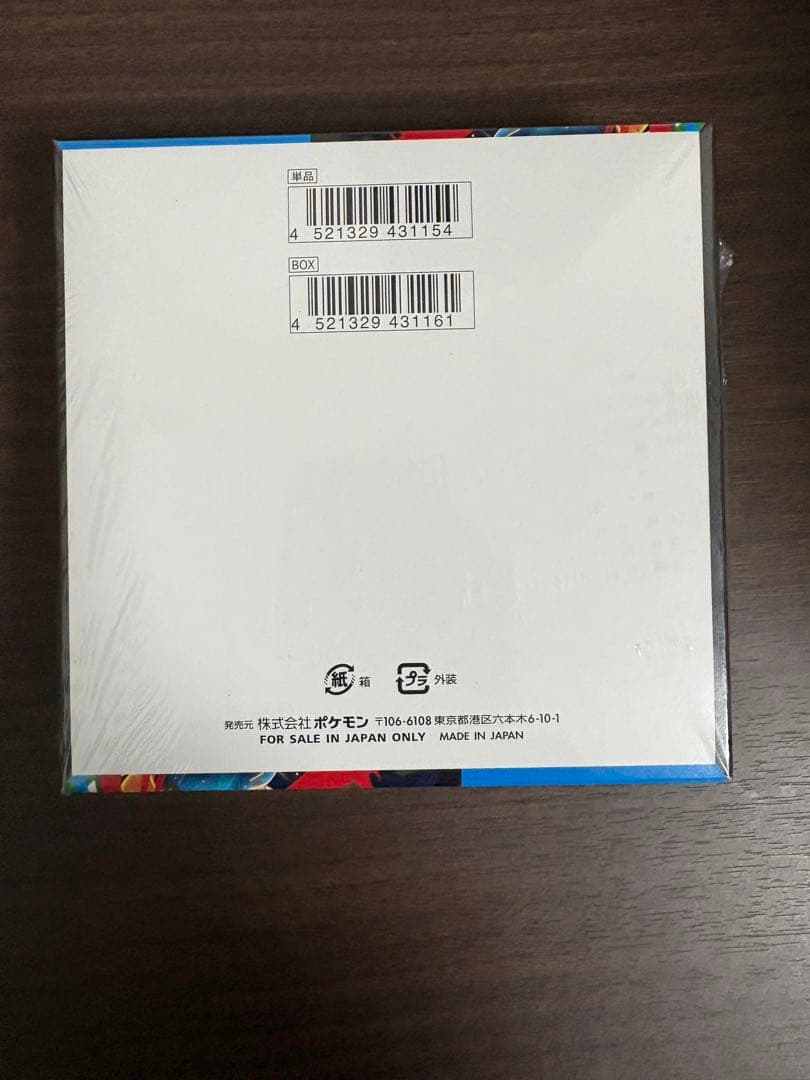 単品
4 521329 431154
BOX
4 521329 431161
紙 箱 プラ 外装
発売元 株式会社ポケモン 〒106-6108 東京都港区六本木6-10-1
FOR SALE IN JAPAN ONLY MADE IN JAPAN